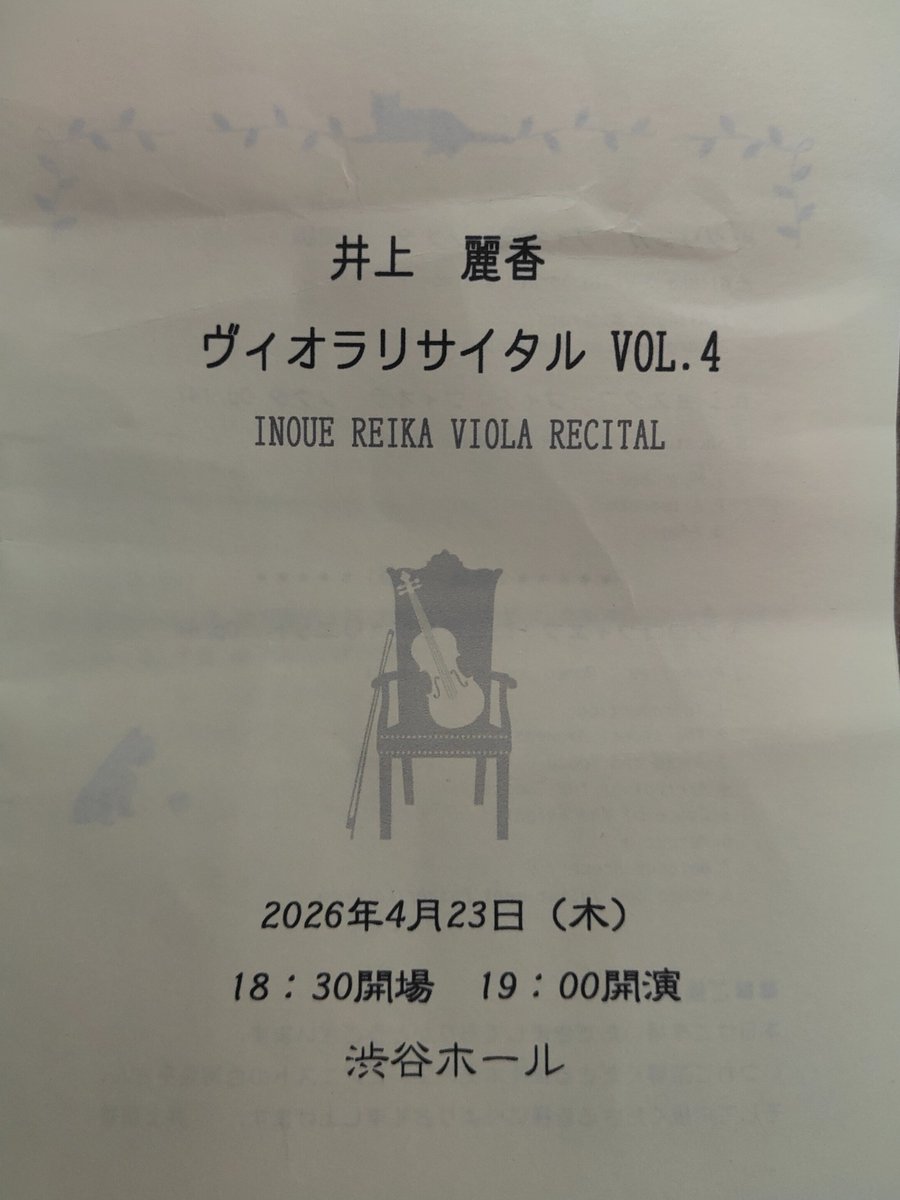 井上　麗香
ヴィオラリサイタル VOL.4
INOUE REIKA VIOLA RECITAL
2026年4月23日（木）
18：30開場　19：00開演
渋谷ホール